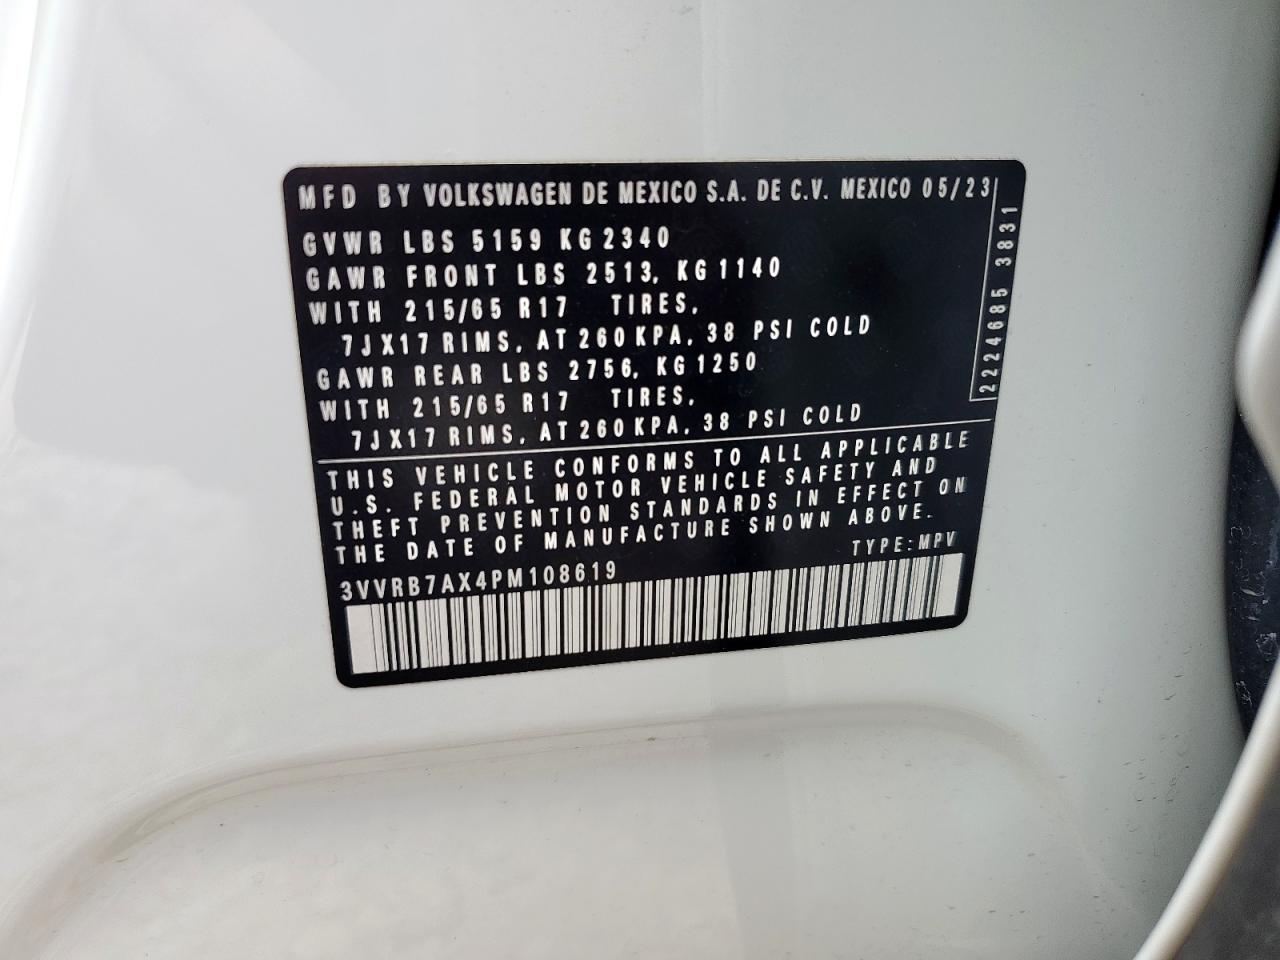 MFD BY VOLKSWAGEN DE MEXICO S.A. DE C.V. MEXICO 05/23
GVWR LBS 5159 KG 2340
GAWR FRONT LBS 2513, KG 1140
WITH 215/65 R17 TIRES,
7JX17 RIMS, AT 260 KPA, 38 PSI COLD
GAWR REAR LBS 2756, KG 1250
WITH 215/65 R17 TIRES,
7JX17 RIMS, AT 260 KPA, 38 PSI COLD
2224685 3831
THIS VEHICLE CONFORMS TO ALL APPLICABLE
U.S. FEDERAL MOTOR VEHICLE SAFETY AND
THEFT PREVENTION STANDARDS IN EFFECT ON
THE DATE OF MANUFACTURE SHOWN ABOVE.
TYPE: MPV
3VVRB7AX4PM108619